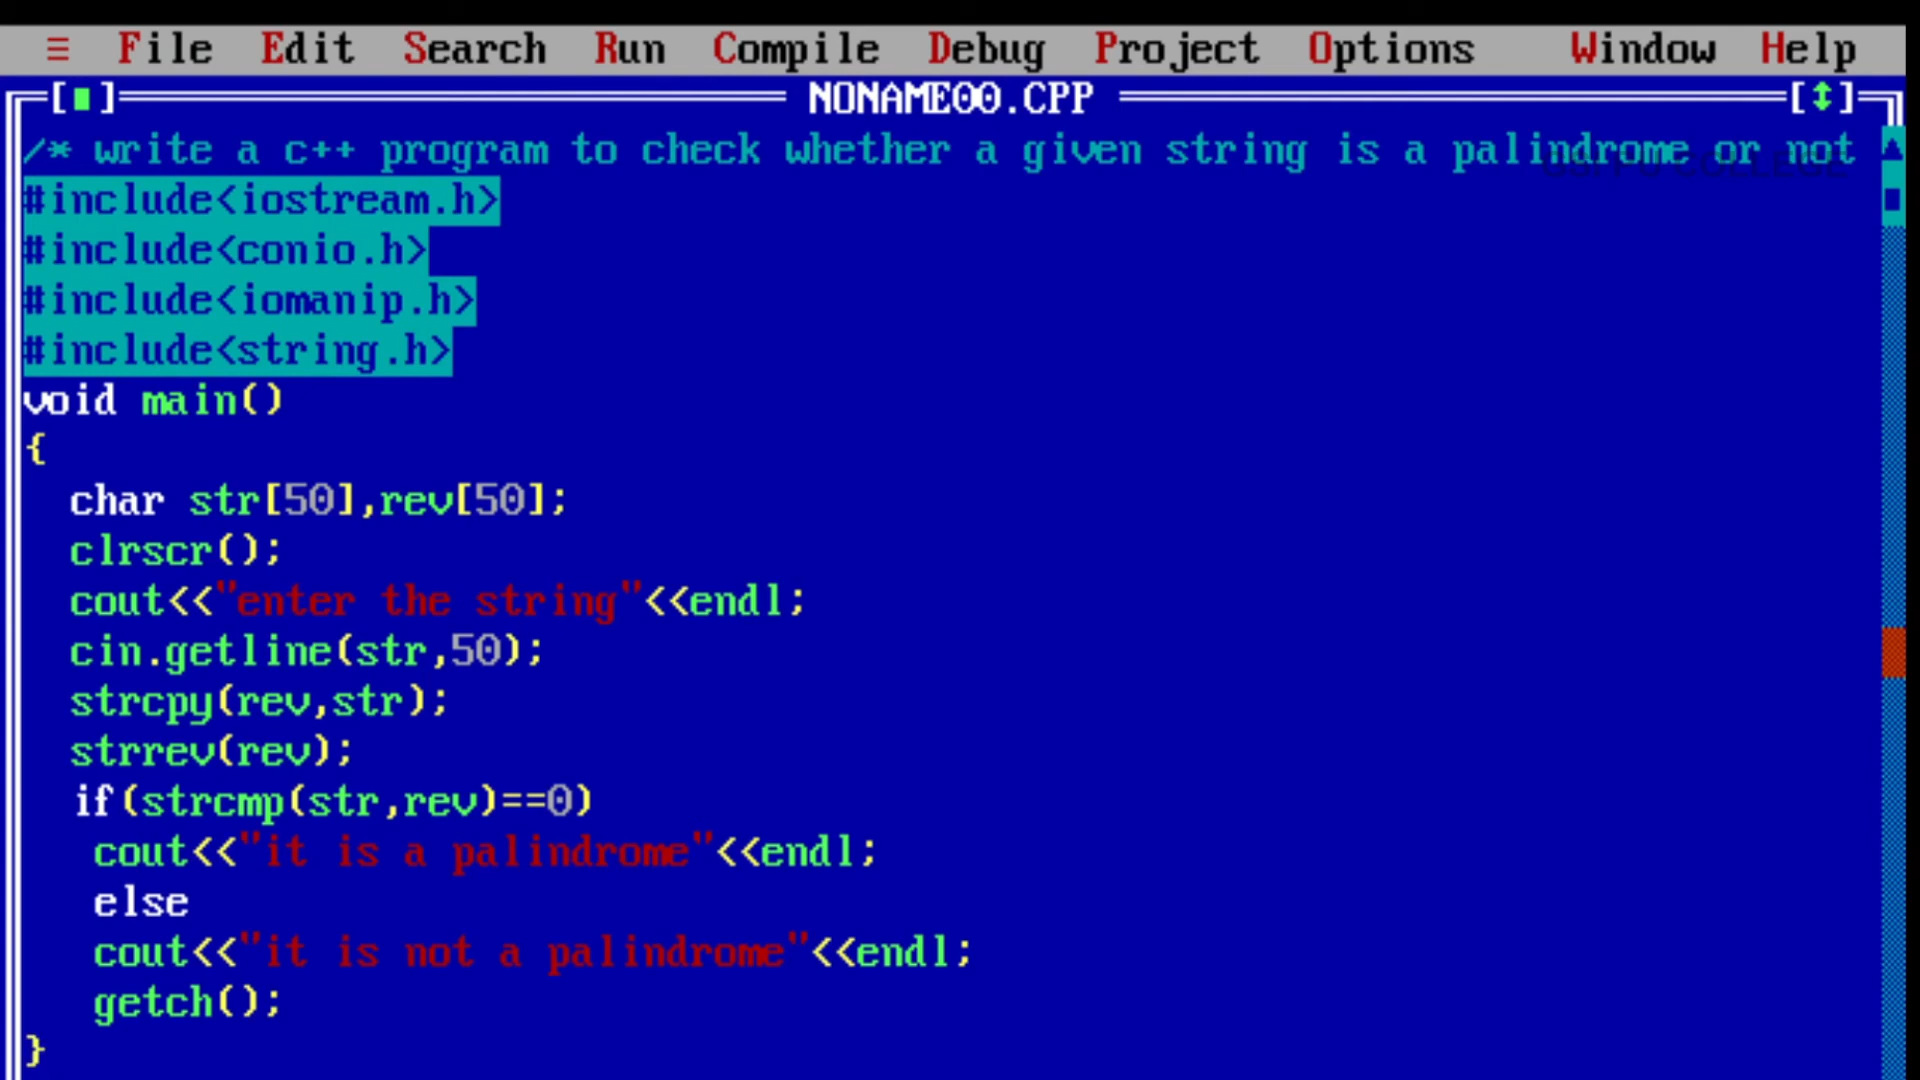 ≡ File Edit Search Run Compile Debug Project Options Window Help
[■] NONAME00.CPP [↕]
/* write a c++ program to check whether a given string is a palindrome or not
#include<iostream.h>
#include<conio.h>
#include<iomanip.h>
#include<string.h>
void main()
{
char str[50],rev[50];
clrscr();
cout<<"enter the string"<<endl;
cin.getline(str,50);
strcpy(rev,str);
strrev(rev);
if(strcmp(str,rev)==0)
cout<<"it is a palindrome"<<endl;
else
cout<<"it is not a palindrome"<<endl;
getch();
}